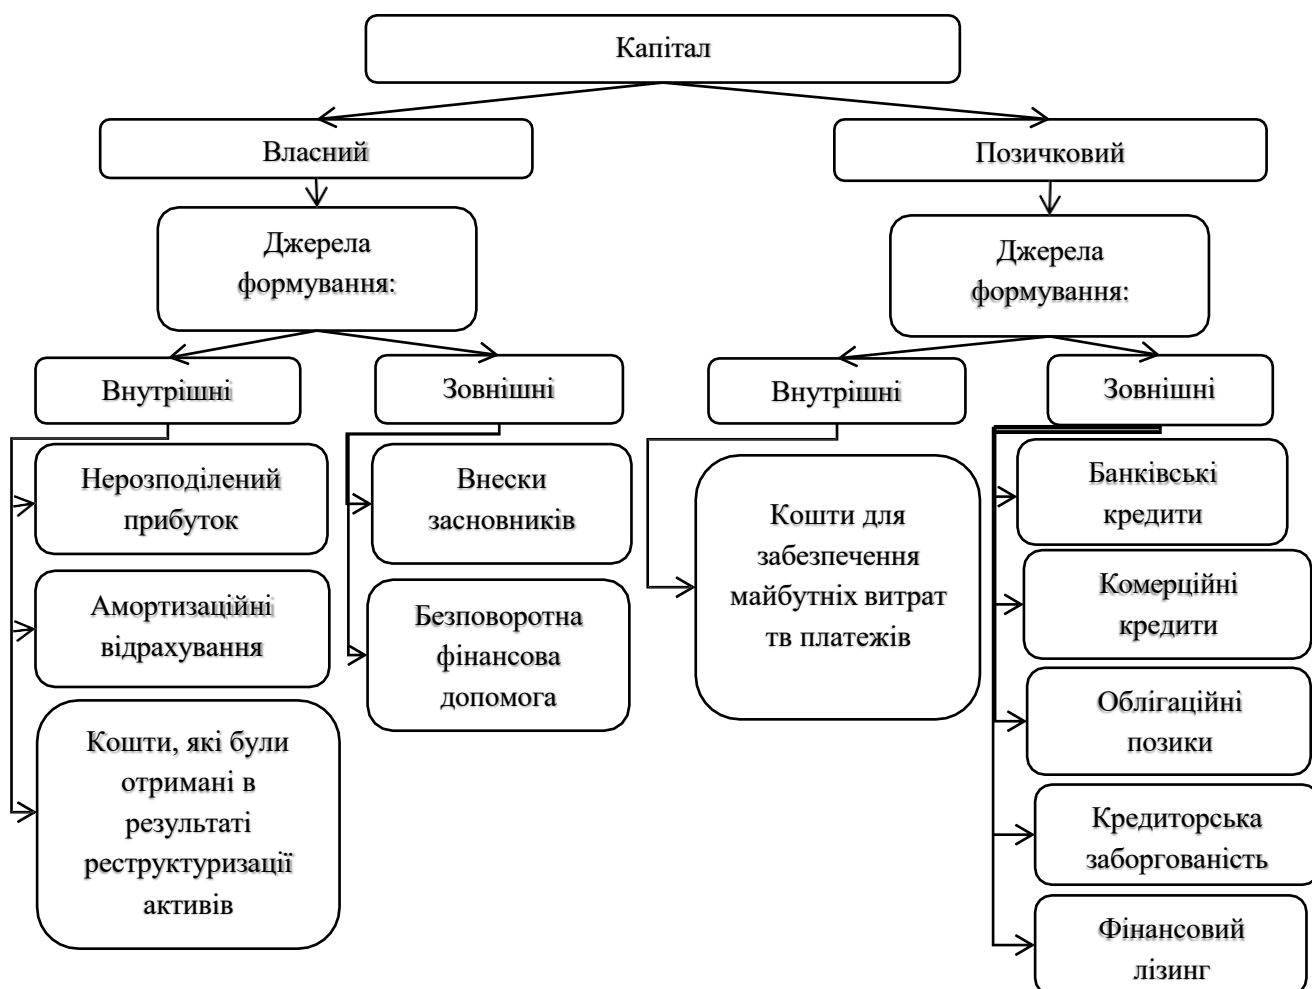 Капітал
Власний
Позичковий
Джерела
формування:
Джерела
формування:
Внутрішні
Зовнішні
Внутрішні
Зовнішні
Нерозподілений
прибуток
Амортизаційні
відрахування
Кошти, які були
отримані в
результаті
реструктуризації
активів
Внески
засновників
Безповоротна
фінансова
допомога
Кошти для
забезпечення
майбутніх витрат
тв платежів
Банківські
кредити
Комерційні
кредити
Облігаційні
позики
Кредиторська
заборгованість
Фінансовий
лізинг